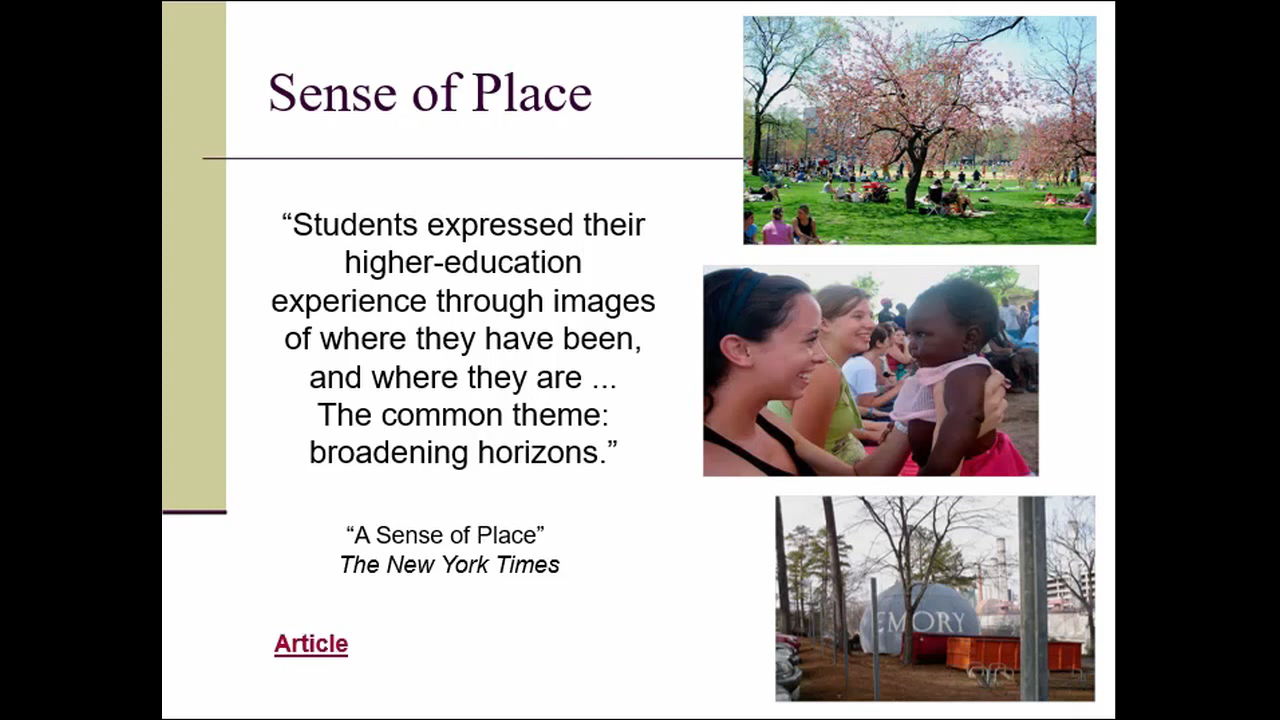 Sense of Place
“Students expressed their
higher-education
experience through images
of where they have been,
and where they are ...
The common theme:
broadening horizons.”
“A Sense of Place”
The New York Times
Article
EMORY